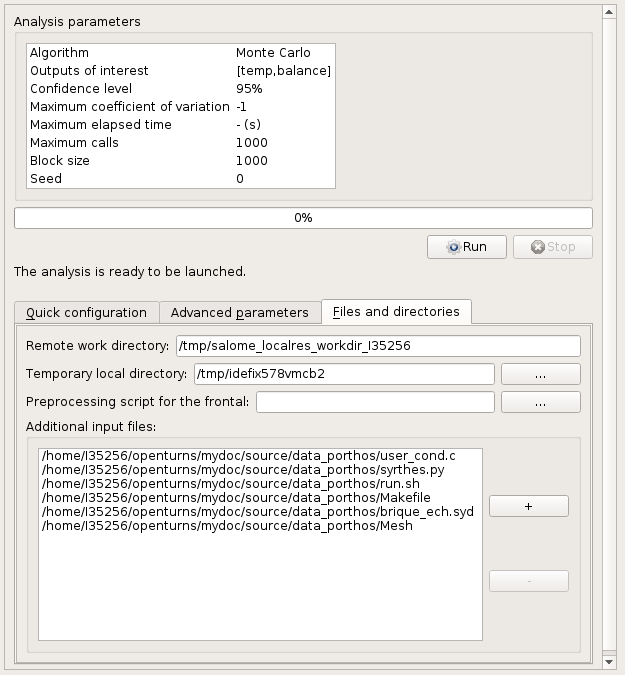 Analysis parameters
Algorithm Monte Carlo
Outputs of interest [temp,balance]
Confidence level 95%
Maximum coefficient of variation -1
Maximum elapsed time - (s)
Maximum calls 1000
Block size 1000
Seed 0
0%
Run Stop
The analysis is ready to be launched.
Quick configuration Advanced parameters Files and directories
Remote work directory: /tmp/salome_localres_workdir_I35256
Temporary local directory: /tmp/idefix578vmcb2 ...
Preprocessing script for the frontal: ...
Additional input files:
/home/I35256/openturns/mydoc/source/data_porthos/user_cond.c
/home/I35256/openturns/mydoc/source/data_porthos/syrthes.py
/home/I35256/openturns/mydoc/source/data_porthos/run.sh
/home/I35256/openturns/mydoc/source/data_porthos/Makefile
/home/I35256/openturns/mydoc/source/data_porthos/brique_ech.syd
/home/I35256/openturns/mydoc/source/data_porthos/Mesh
+
-